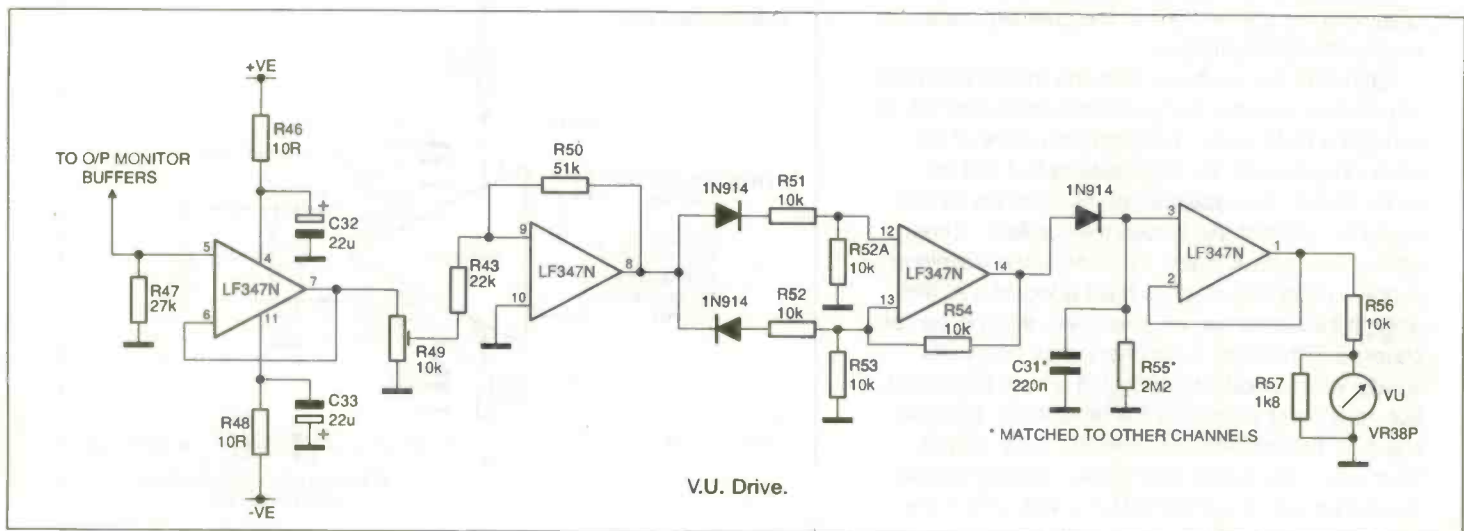 +VE
R46
10R
TO O/P MONITOR
BUFFERS
C32
22u
R47
27k
5
6
4
7
11
LF347N
R49
10k
C33
22u
R48
10R
-VE
R43
22k
R50
51k
9
10
8
LF347N
1N914
R51
10k
1N914
R52
10k
R52A
10k
R53
10k
12
13
14
LF347N
R54
10k
1N914
C31*
220n
R55*
2M2
3
2
1
LF347N
R56
10k
R57
1k8
VU
VR38P
* MATCHED TO OTHER CHANNELS
V.U. Drive.